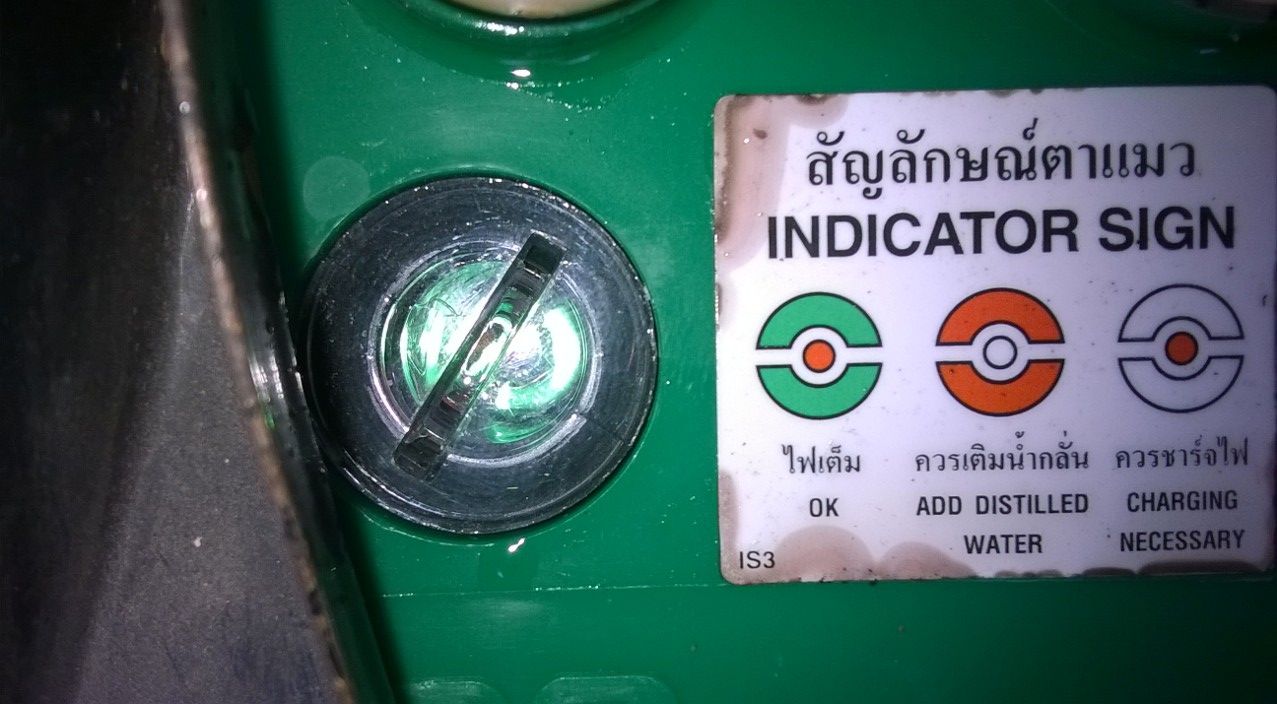 สัญลักษณ์ตาแมว
INDICATOR SIGN
ไฟเต็ม
OK
ควรเติมน้ำกลั่น
ADD DISTILLED
WATER
ควรชาร์จไฟ
CHARGING
NECESSARY
IS3